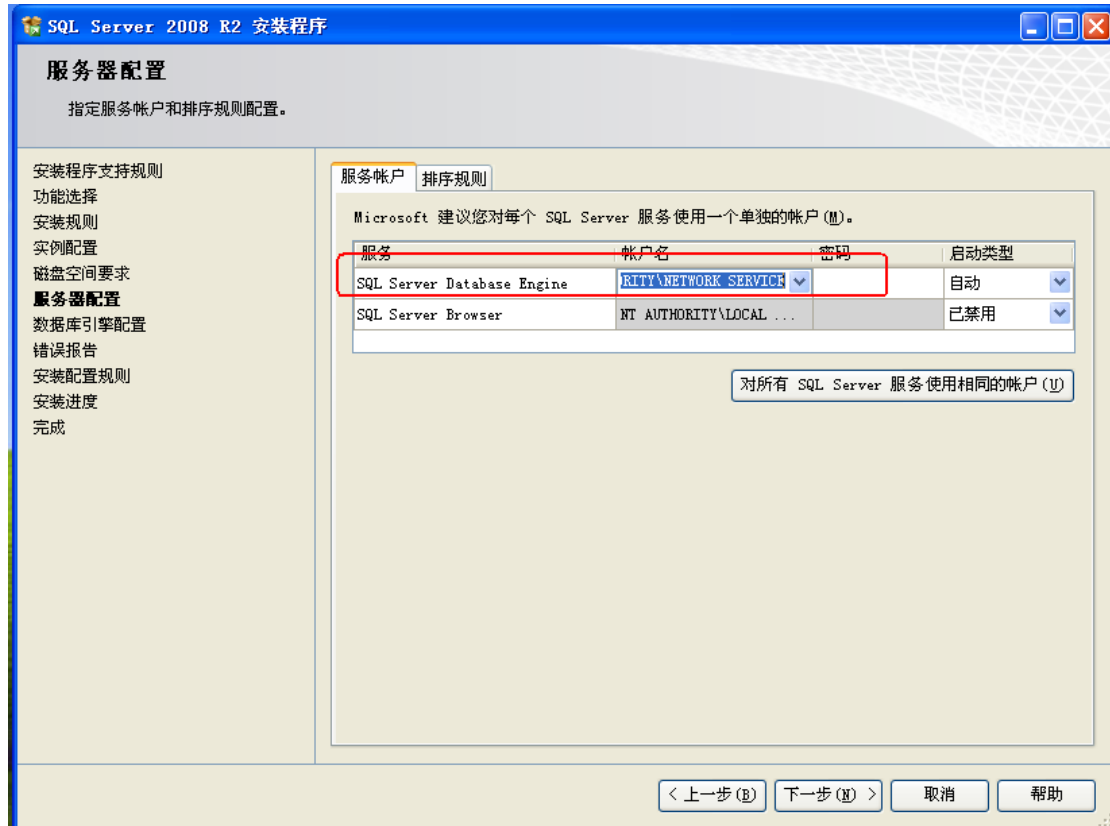 SQL Server 2008 R2 安装程序
服务器配置
指定服务帐户和排序规则配置。
安装程序支持规则
功能选择
安装规则
实例配置
磁盘空间要求
服务器配置
数据库引擎配置
错误报告
安装配置规则
安装进度
完成
服务帐户 排序规则
Microsoft 建议您对每个 SQL Server 服务使用一个单独的帐户(M)。
服务 帐户名 密码 启动类型
SQL Server Database Engine RITY\NETWORK SERVICE 自动
SQL Server Browser NT AUTHORITY\LOCAL ... 已禁用
对所有 SQL Server 服务使用相同的帐户(U)
< 上一步(B) 下一步(N) > 取消 帮助